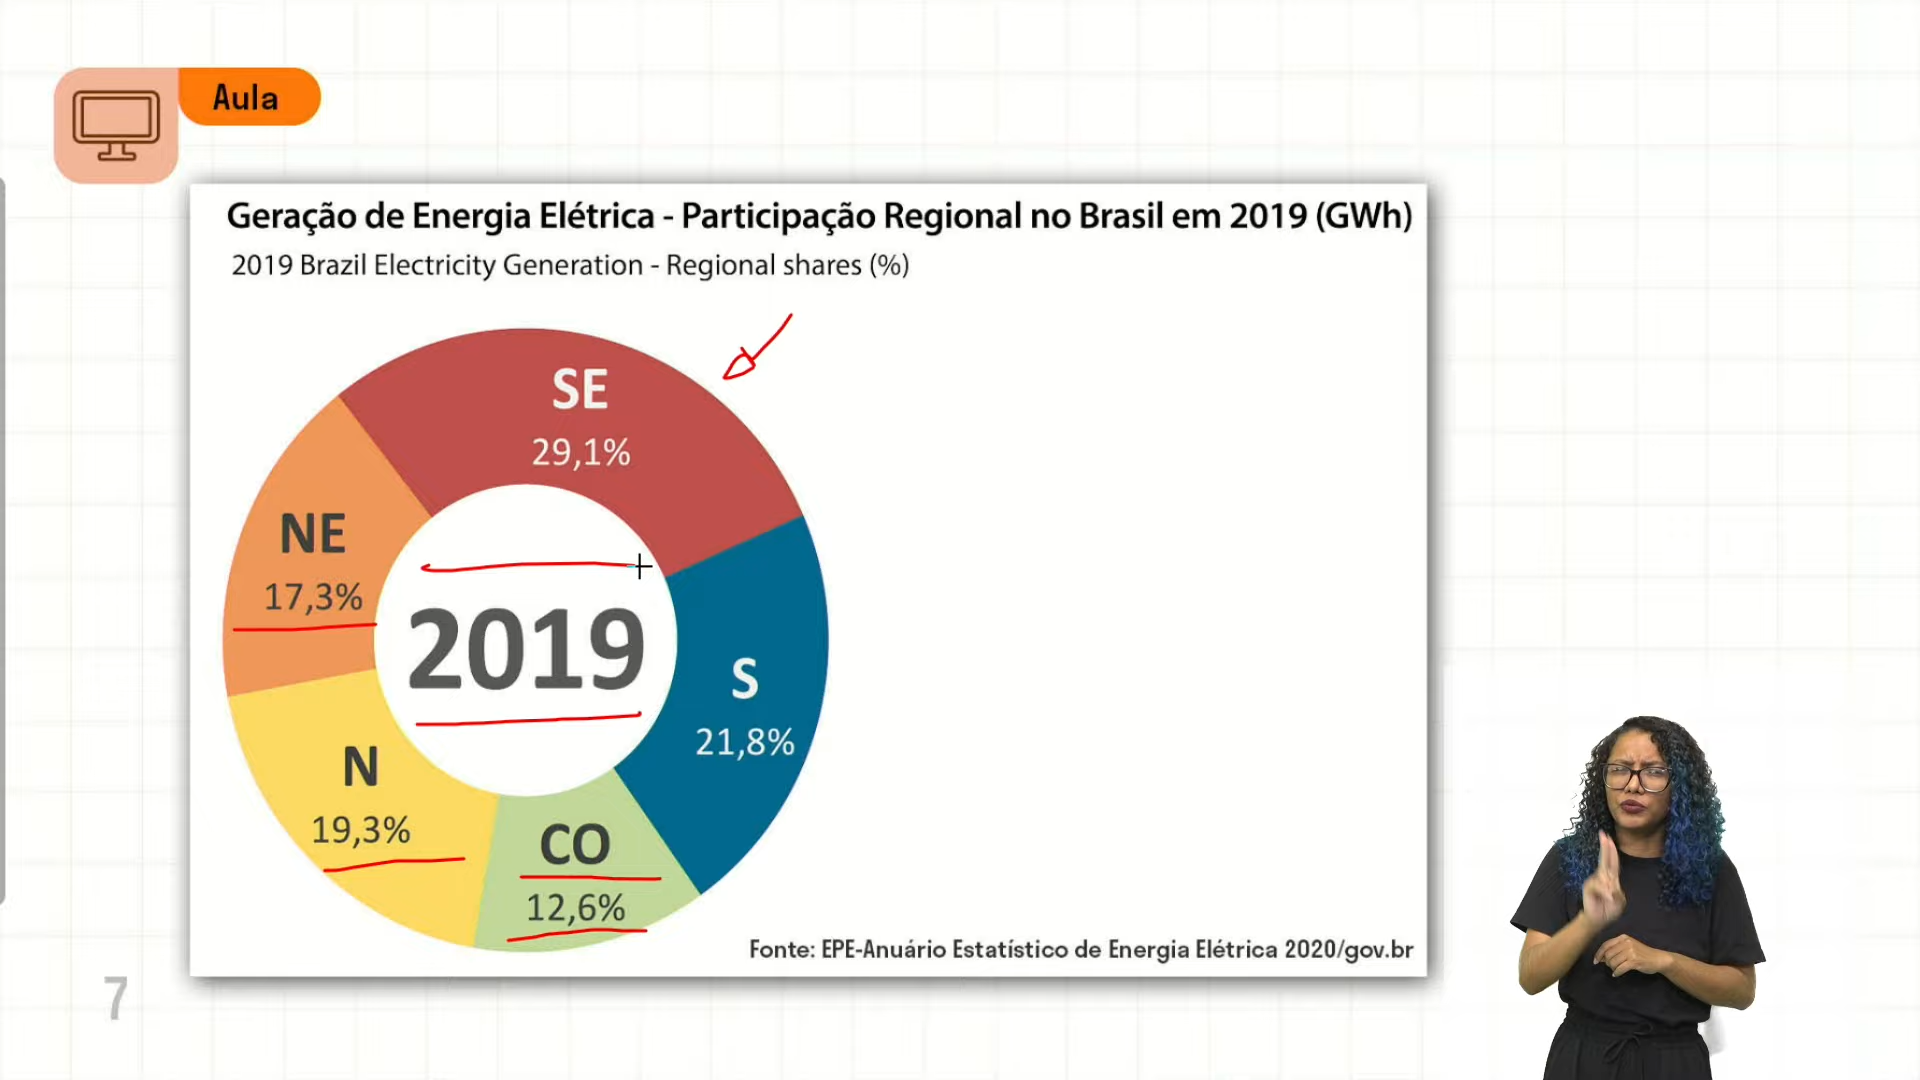 Aula
Geração de Energia Elétrica - Participação Regional no Brasil em 2019 (GWh)
2019 Brazil Electricity Generation - Regional shares (%)
SE
29,1%
NE
17,3%
2019
S
21,8%
N
19,3%
CO
12,6%
Fonte: EPE-Anuário Estatístico de Energia Elétrica 2020/gov.br
7